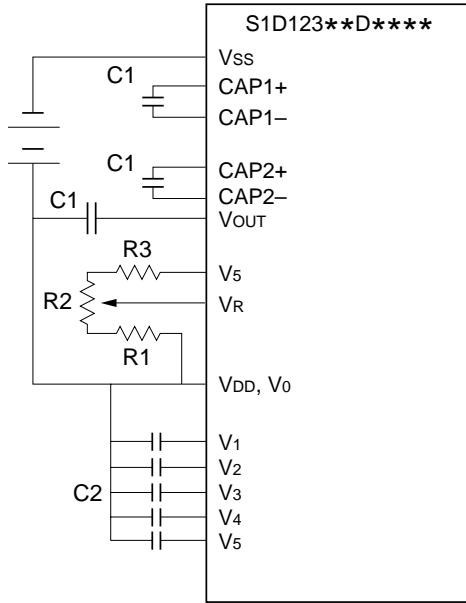 S1D123**D****
VSS
C1
CAP1+
CAP1–
C1
CAP2+
CAP2–
C1
VOUT
R3
V5
R2
VR
R1
VDD, V0
V1
V2
C2
V3
V4
V5